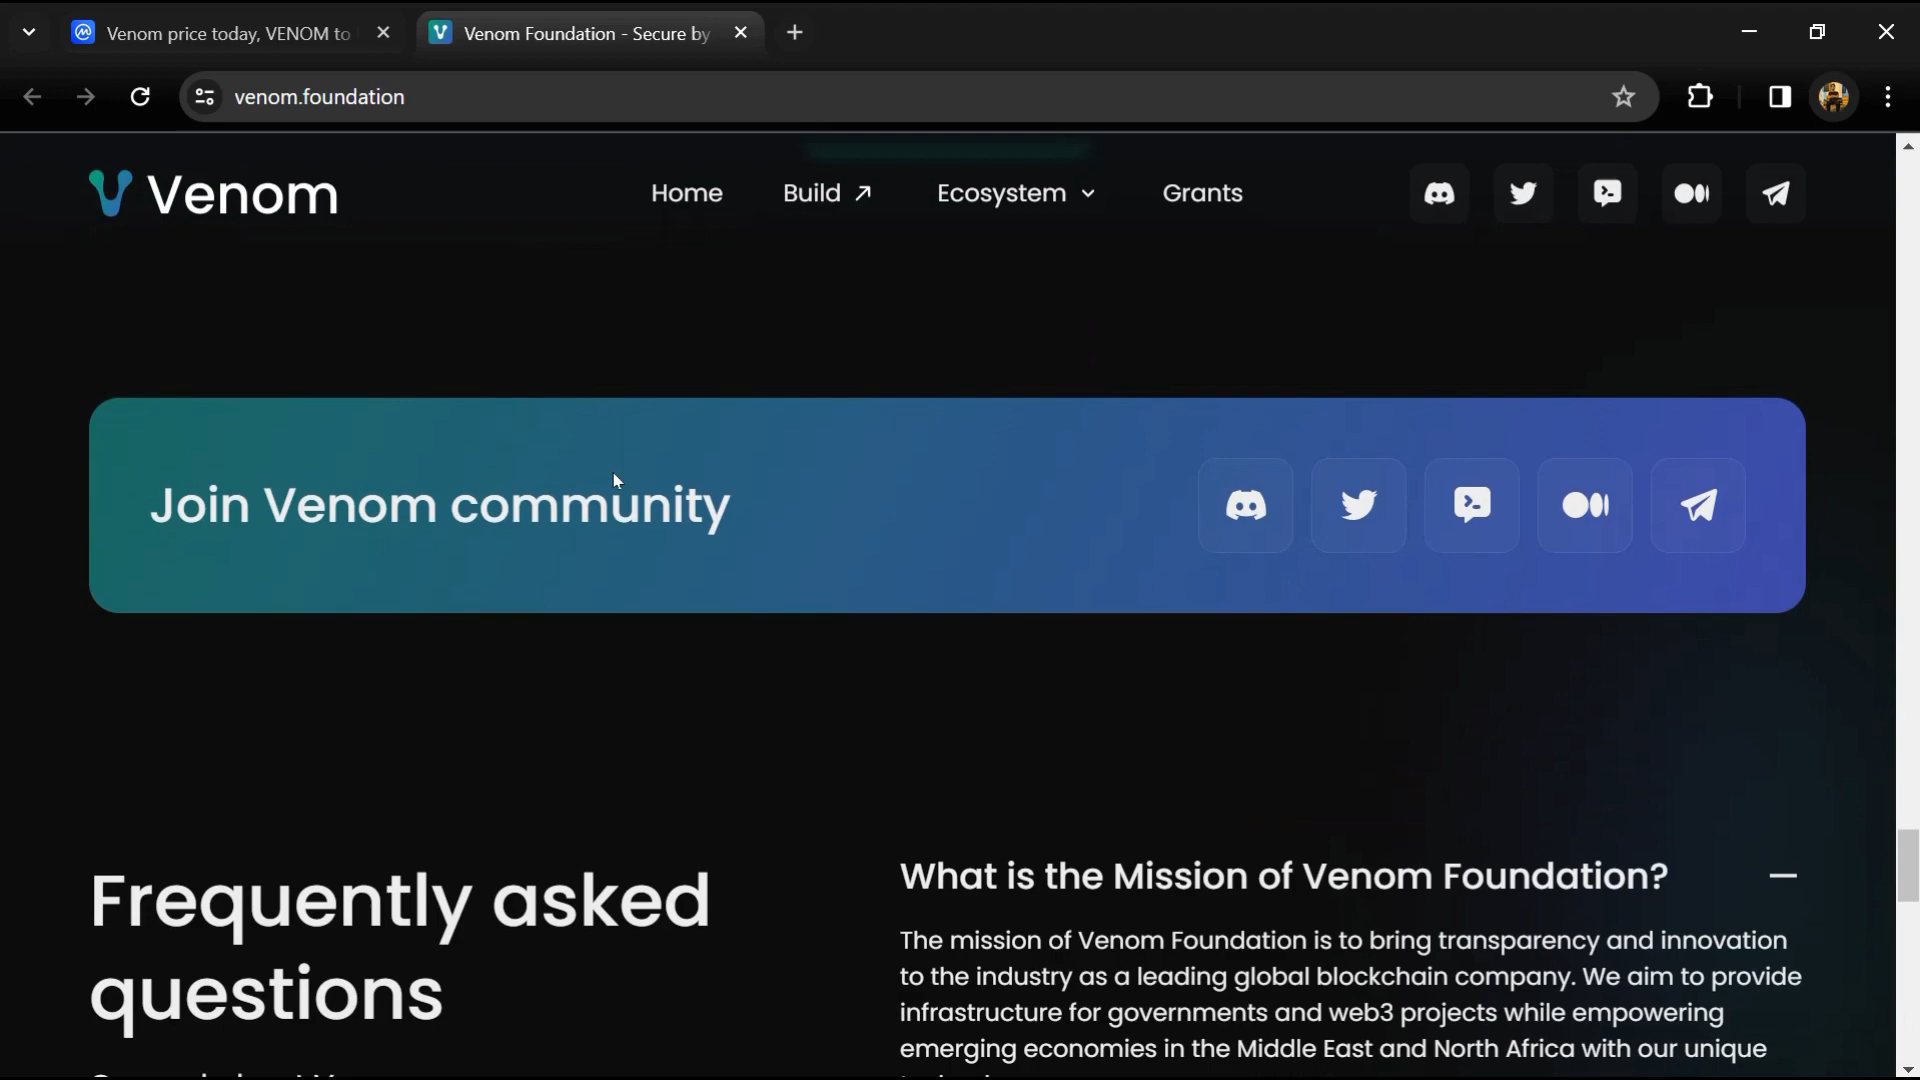 Venom price today, VENOM to
Venom Foundation - Secure by
venom.foundation
Venom
Home
Build
Ecosystem
Grants
Join Venom community
Frequently asked
questions
What is the Mission of Venom Foundation?
The mission of Venom Foundation is to bring transparency and innovation
to the industry as a leading global blockchain company. We aim to provide
infrastructure for governments and web3 projects while empowering
emerging economies in the Middle East and North Africa with our unique